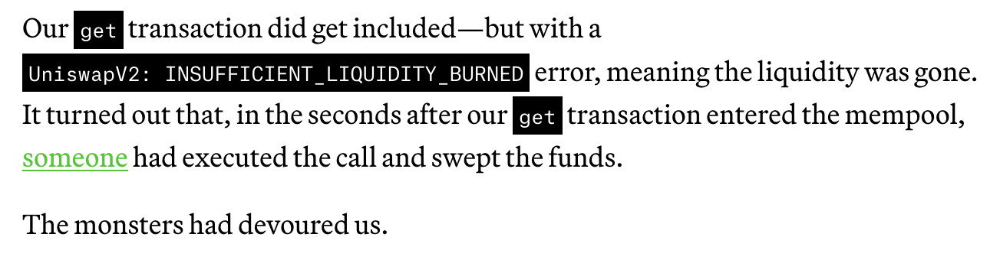 Our get transaction did get included—but with a
UniswapV2: INSUFFICIENT_LIQUIDITY_BURNED error, meaning the liquidity was gone.
It turned out that, in the seconds after our get transaction entered the mempool,
someone had executed the call and swept the funds.
The monsters had devoured us.